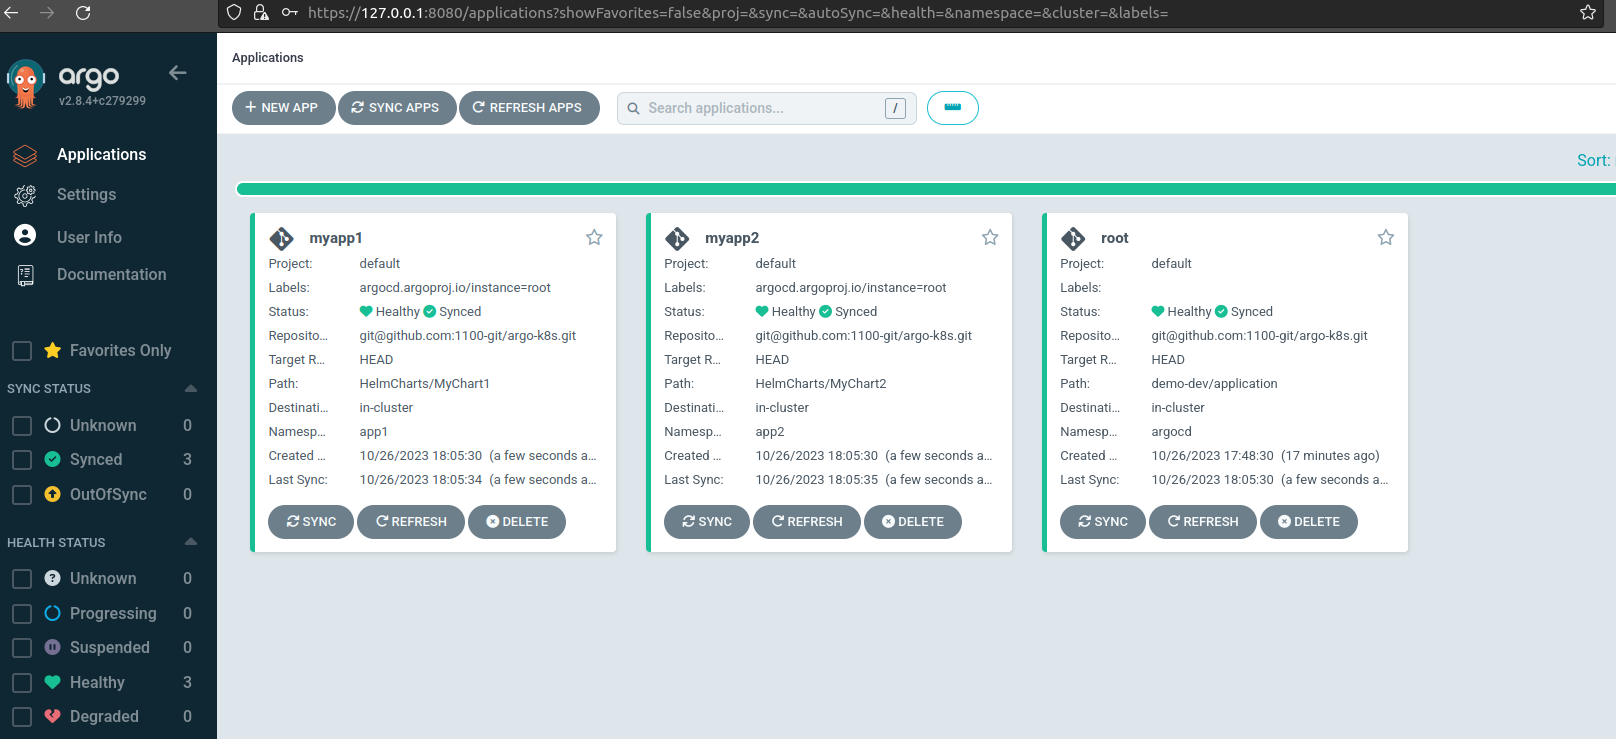 https://127.0.0.1:8080/applications?showFavorites=false&proj=&sync=&autoSync=&health=&namespace=&cluster=&labels=
argo
v2.8.4+c279299
Applications
Settings
User Info
Documentation
Favorites Only
SYNC STATUS
Unknown 0
Synced 3
OutOfSync 0
HEALTH STATUS
Unknown 0
Progressing 0
Suspended 0
Healthy 3
Degraded 0
Applications
+ NEW APP SYNC APPS REFRESH APPS Search applications... /
Sort:
myapp1
Project: default
Labels: argocd.argoproj.io/instance=root
Status: Healthy Synced
Reposito... git@github.com:1100-git/argo-k8s.git
Target R... HEAD
Path: HelmCharts/MyChart1
Destinati... in-cluster
Namesp... app1
Created ... 10/26/2023 18:05:30 (a few seconds a...
Last Sync: 10/26/2023 18:05:34 (a few seconds a...
SYNC REFRESH DELETE
myapp2
Project: default
Labels: argocd.argoproj.io/instance=root
Status: Healthy Synced
Reposito... git@github.com:1100-git/argo-k8s.git
Target R... HEAD
Path: HelmCharts/MyChart2
Destinati... in-cluster
Namesp... app2
Created ... 10/26/2023 18:05:30 (a few seconds a...
Last Sync: 10/26/2023 18:05:35 (a few seconds a...
SYNC REFRESH DELETE
root
Project: default
Labels:
Status: Healthy Synced
Reposito... git@github.com:1100-git/argo-k8s.git
Target R... HEAD
Path: demo-dev/application
Destinati... in-cluster
Namesp... argocd
Created ... 10/26/2023 17:48:30 (17 minutes ago)
Last Sync: 10/26/2023 18:05:30 (a few seconds a...
SYNC REFRESH DELETE